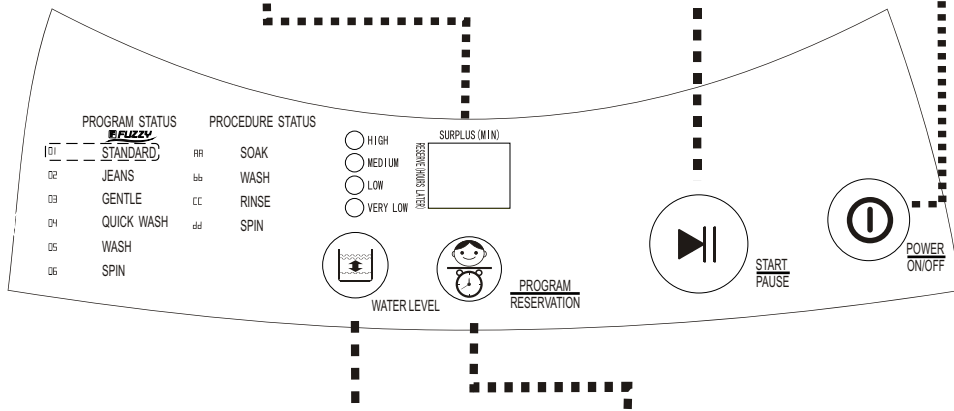 PROGRAM STATUS PROCEDURE STATUS
FUZZY
01 STANDARD
02 JEANS
03 GENTLE
04 QUICK WASH
05 WASH
06 SPIN
AA SOAK
bb WASH
CC RINSE
dd SPIN
HIGH
MEDIUM
LOW
VERY LOW
SURPLUS(MIN)
RESERVE(HOURS LATER)
WATER LEVEL
PROGRAM
RESERVATION
START
PAUSE
POWER
ON/OFF